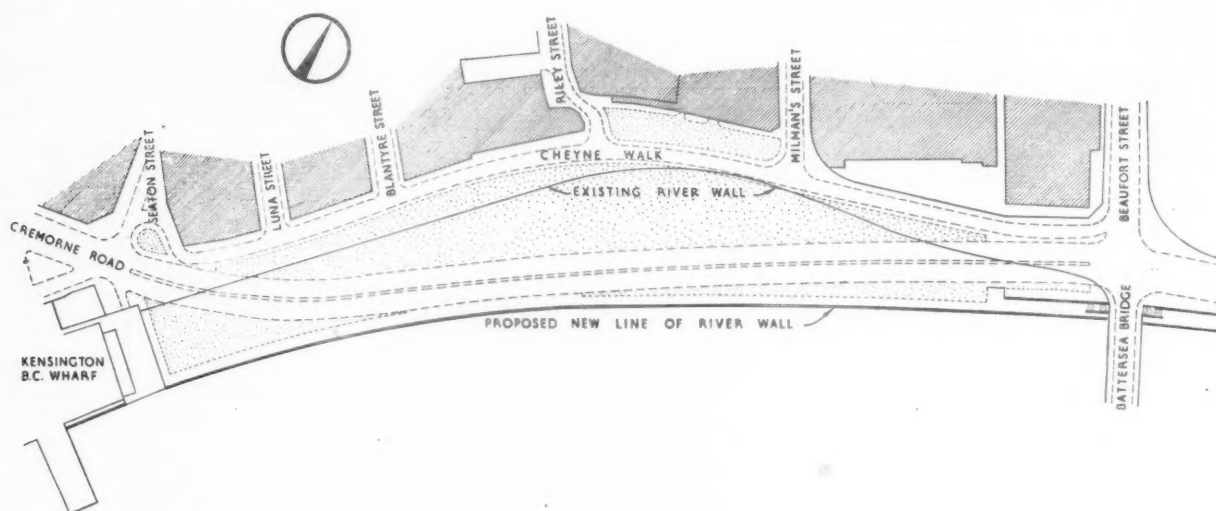 RILEY STREET
MILMAN'S STREET
BLANTYRE STREET
SEATON STREET
LUNA STREET
BEAUFORT STREET
CHEYNE WALK
EXISTING RIVER WALL
CREMORNE ROAD
PROPOSED NEW LINE OF RIVER WALL
BATTERSEA BRIDGE
KENSINGTON
B.C. WHARF